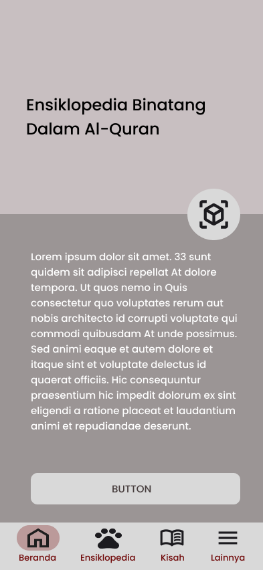 Ensiklopedia Binatang
Dalam Al-Quran
Lorem ipsum dolor sit amet. 33 sunt
quidem sit adipisci repellat At dolore
tempora. Ut quos nemo in Quis
consectetur quo voluptates rerum aut
nobis architecto id corrupti voluptate qui
commodi quibusdam At unde possimus.
Sed animi eaque et autem dolore et
itaque sint et voluptate delectus id
quaerat officiis. Hic consequuntur
praesentium hic impedit dolorum ex sint
eligendi a ratione placeat et laudantium
animi et repudiandae deserunt.
BUTTON
Beranda Ensiklopedia Kisah Lainnya